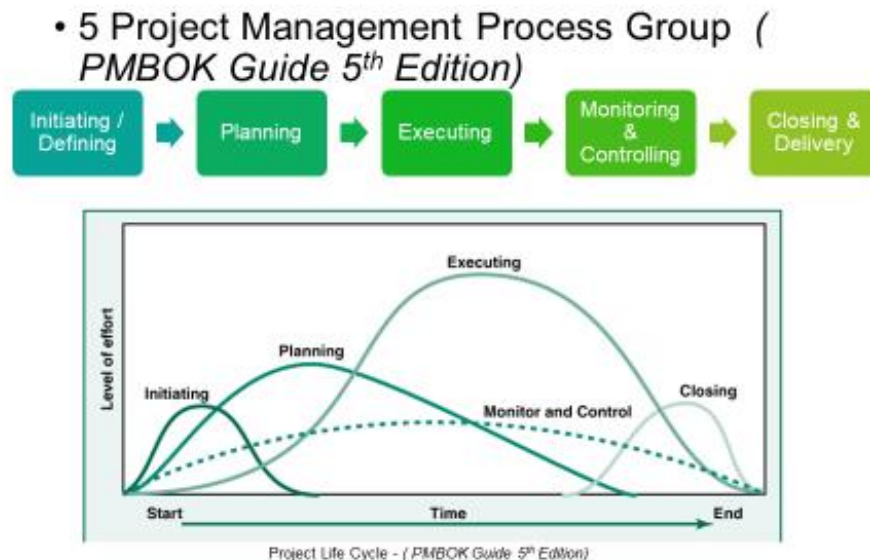 • 5 Project Management Process Group (
PMBOK Guide 5th Edition)
Initiating /
Defining
Planning
Executing
Monitoring
&
Controlling
Closing &
Delivery
Executing
Planning
Initiating
Closing
Monitor and Control
Level of effort
Start
Time
End
Project Life Cycle - ( PMBOK Guide 5th Edition)